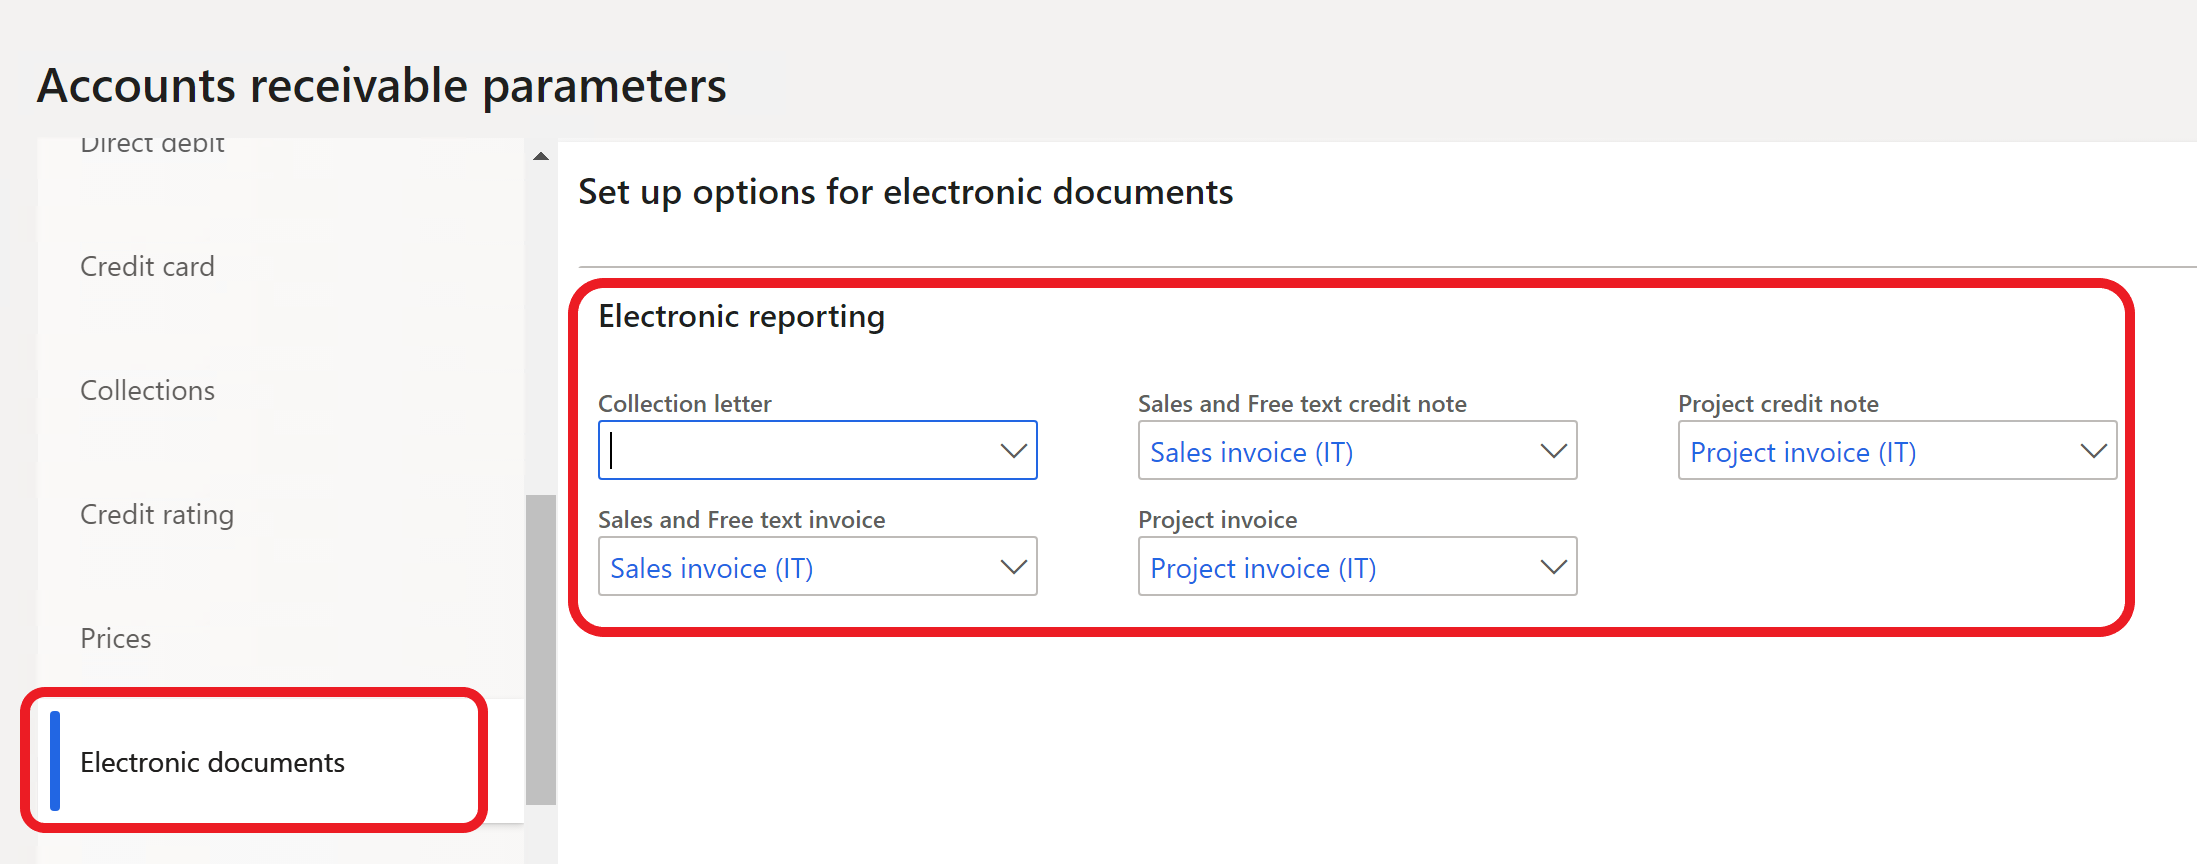 Accounts receivable parameters
Direct debit
Credit card
Collections
Credit rating
Prices
Electronic documents
Set up options for electronic documents
Electronic reporting
Collection letter
Sales and Free text credit note
Sales invoice (IT)
Project credit note
Project invoice (IT)
Sales and Free text invoice
Sales invoice (IT)
Project invoice
Project invoice (IT)